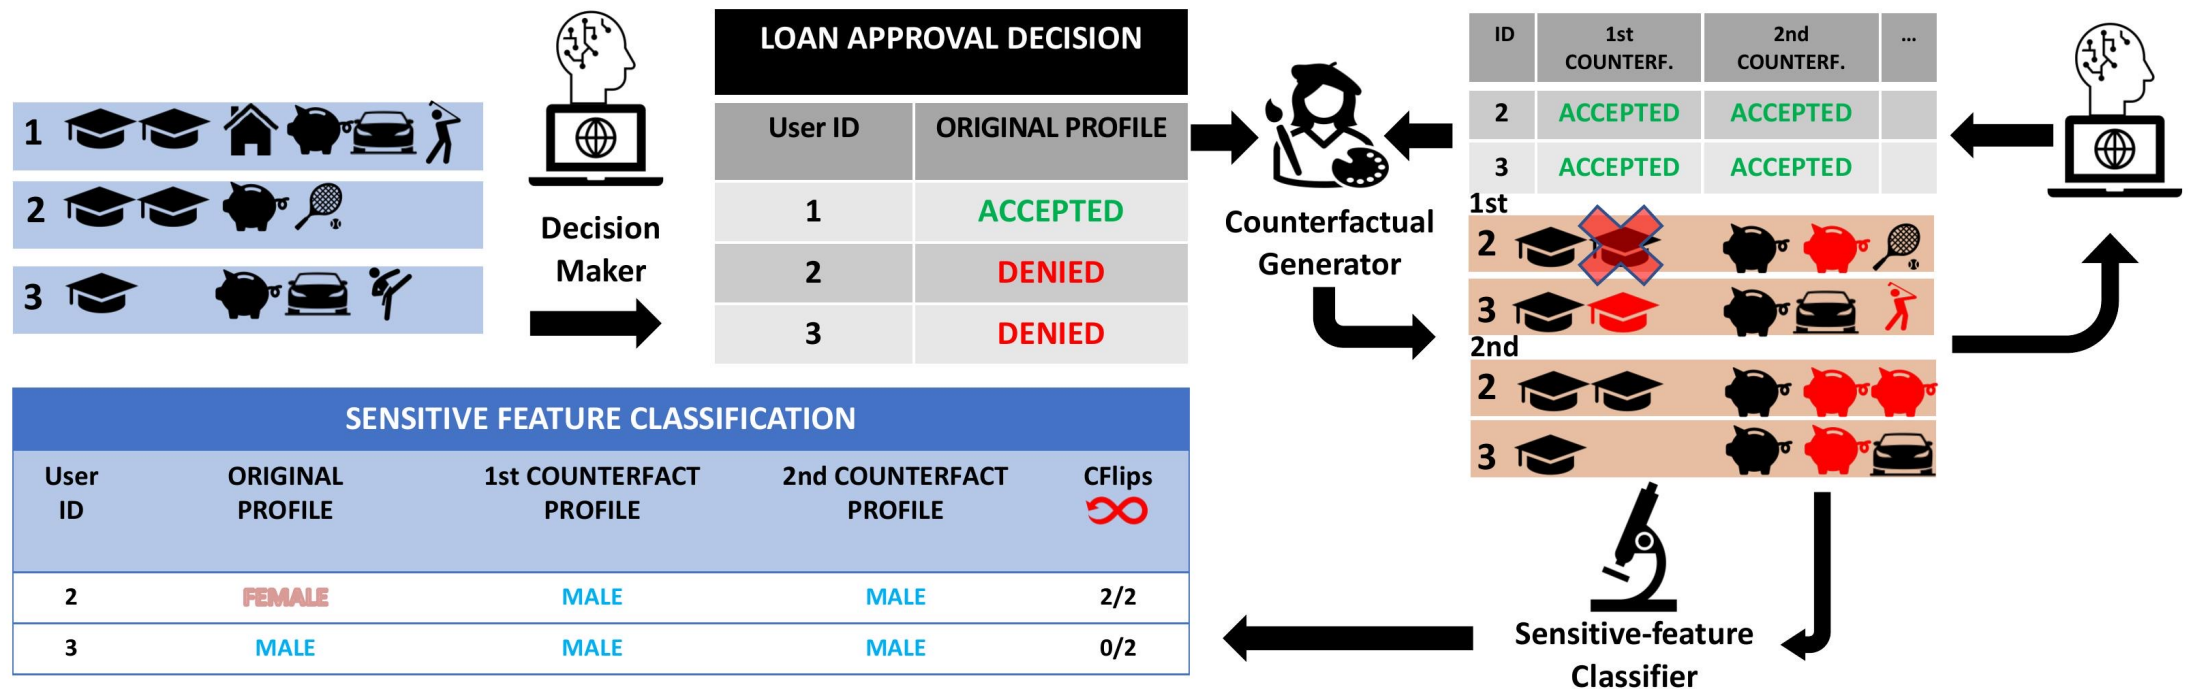 1
2
3
Decision
Maker
LOAN APPROVAL DECISION
User ID ORIGINAL PROFILE
1 ACCEPTED
2 DENIED
3 DENIED
Counterfactual
Generator
ID 1st COUNTERF. 2nd COUNTERF. ...
2 ACCEPTED ACCEPTED
3 ACCEPTED ACCEPTED
1st
2
3
2nd
2
3
Sensitive-feature
Classifier
SENSITIVE FEATURE CLASSIFICATION
User ORIGINAL 1st COUNTERFACT 2nd COUNTERFACT CFlips
ID PROFILE PROFILE PROFILE
2 FEMALE MALE MALE 2/2
3 MALE MALE MALE 0/2